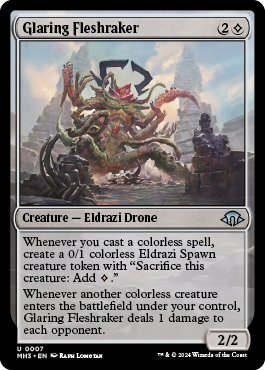 Glaring Fleshraker 2◇
Creature — Eldrazi Drone
Whenever you cast a colorless spell,
create a 0/1 colorless Eldrazi Spawn
creature token with “Sacrifice this
creature: Add ◇.”
Whenever another colorless creature
enters the battlefield under your control,
Glaring Fleshraker deals 1 damage to
each opponent.
2/2
U 0007
MH3 • EN Raph Lomotan ™ & © 2024 Wizards of the Coast